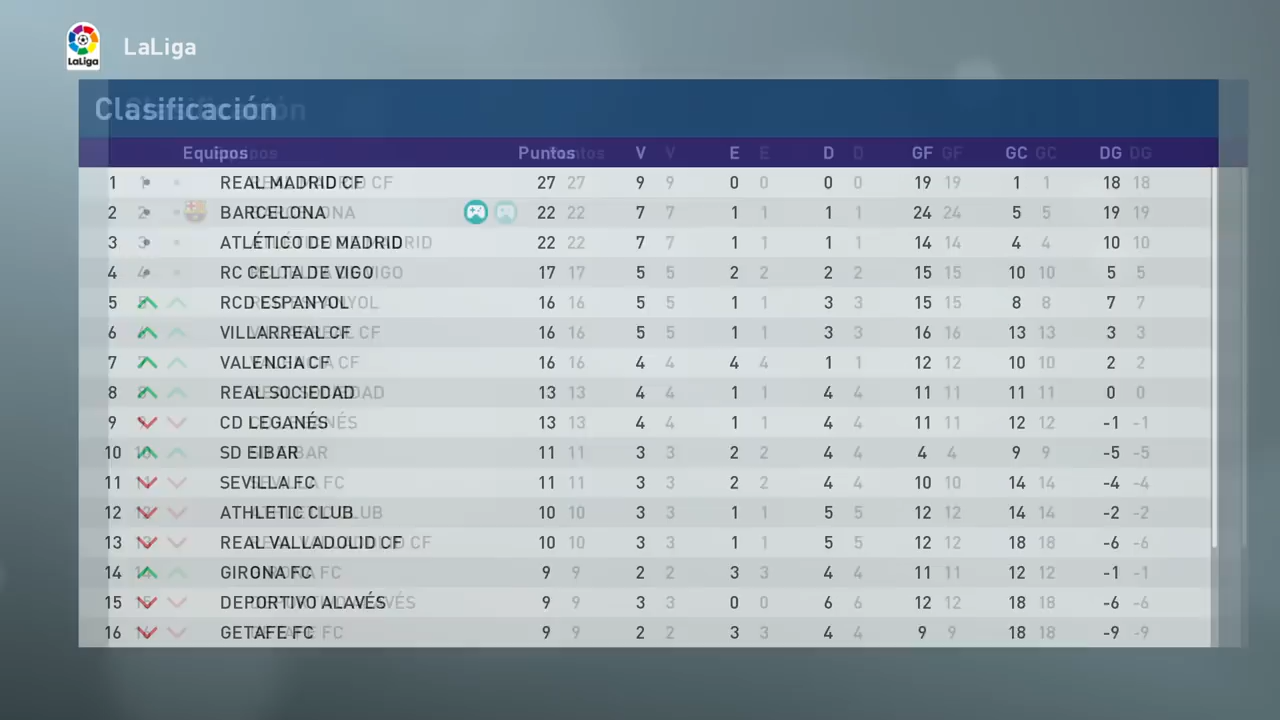 LaLiga
LaLiga
Clasificación
Equipos Puntos V E D GF GC DG
1 REAL MADRID CF 27 9 0 0 19 1 18
2 BARCELONA 22 7 1 1 24 5 19
3 ATLÉTICO DE MADRID 22 7 1 1 14 4 10
4 RC CELTA DE VIGO 17 5 2 2 15 10 5
5 RCD ESPANYOL 16 5 1 3 15 8 7
6 VILLARREAL CF 16 5 1 3 16 13 3
7 VALENCIA CF 16 4 4 1 12 10 2
8 REAL SOCIEDAD 13 4 1 4 11 11 0
9 CD LEGANÉS 13 4 1 4 11 12 -1
10 SD EIBAR 11 3 2 4 4 9 -5
11 SEVILLA FC 11 3 2 4 10 14 -4
12 ATHLETIC CLUB 10 3 1 5 12 14 -2
13 REAL VALLADOLID CF 10 3 1 5 12 18 -6
14 GIRONA FC 9 2 3 4 11 12 -1
15 DEPORTIVO ALAVÉS 9 3 0 6 12 18 -6
16 GETAFE FC 9 2 3 4 9 18 -9